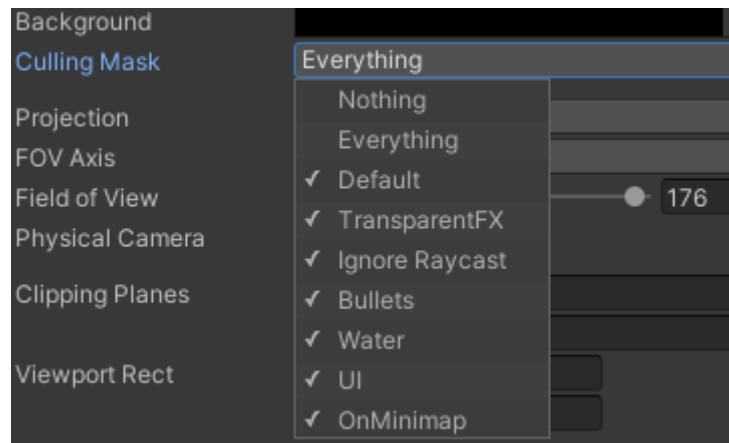 Background
Culling Mask Everything
Nothing
Everything
Projection
FOV Axis
✓ Default
Field of View 176
✓ TransparentFX
Physical Camera
✓ Ignore Raycast
Clipping Planes
✓ Bullets
✓ Water
Viewport Rect
✓ UI
✓ OnMinimap